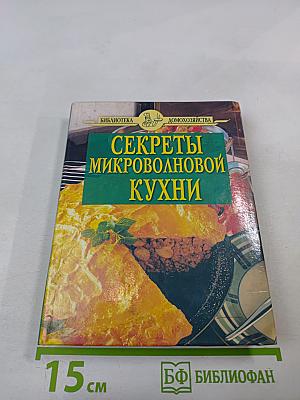 БИБЛИОТЕКА ДОМОХОЗЯЙСТВА
СЕКРЕТЫ
МИКРОВОЛНОВОЙ
КУХНИ
15 см
БФ БИБЛИОФАН